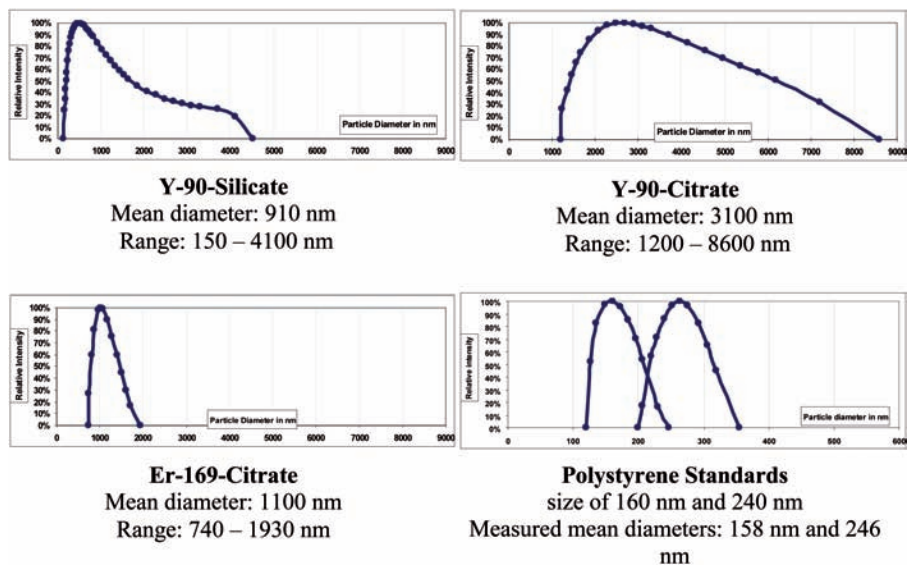 Relative Intensity
100%
90%
80%
70%
60%
50%
40%
30%
20%
10%
0%
Particle Diameter in nm
0 1000 2000 3000 4000 5000 6000 7000 8000 9000
Y-90-Silicate
Mean diameter: 910 nm
Range: 150 – 4100 nm
Relative Intensity
100%
90%
80%
70%
60%
50%
40%
30%
20%
10%
0%
Particle Diameter in nm
0 1000 2000 3000 4000 5000 6000 7000 8000 9000
Y-90-Citrate
Mean diameter: 3100 nm
Range: 1200 – 8600 nm
Relative Intensity
100%
90%
80%
70%
60%
50%
40%
30%
20%
10%
0%
Particle Diameter in nm
0 1000 2000 3000 4000 5000 6000 7000 8000 9000
Er-169-Citrate
Mean diameter: 1100 nm
Range: 740 – 1930 nm
Relative Intensity
100%
90%
80%
70%
60%
50%
40%
30%
20%
10%
0%
Particle diameter in nm
0 100 200 300 400 500 600
Polystyrene Standards
size of 160 nm and 240 nm
Measured mean diameters: 158 nm and 246
nm